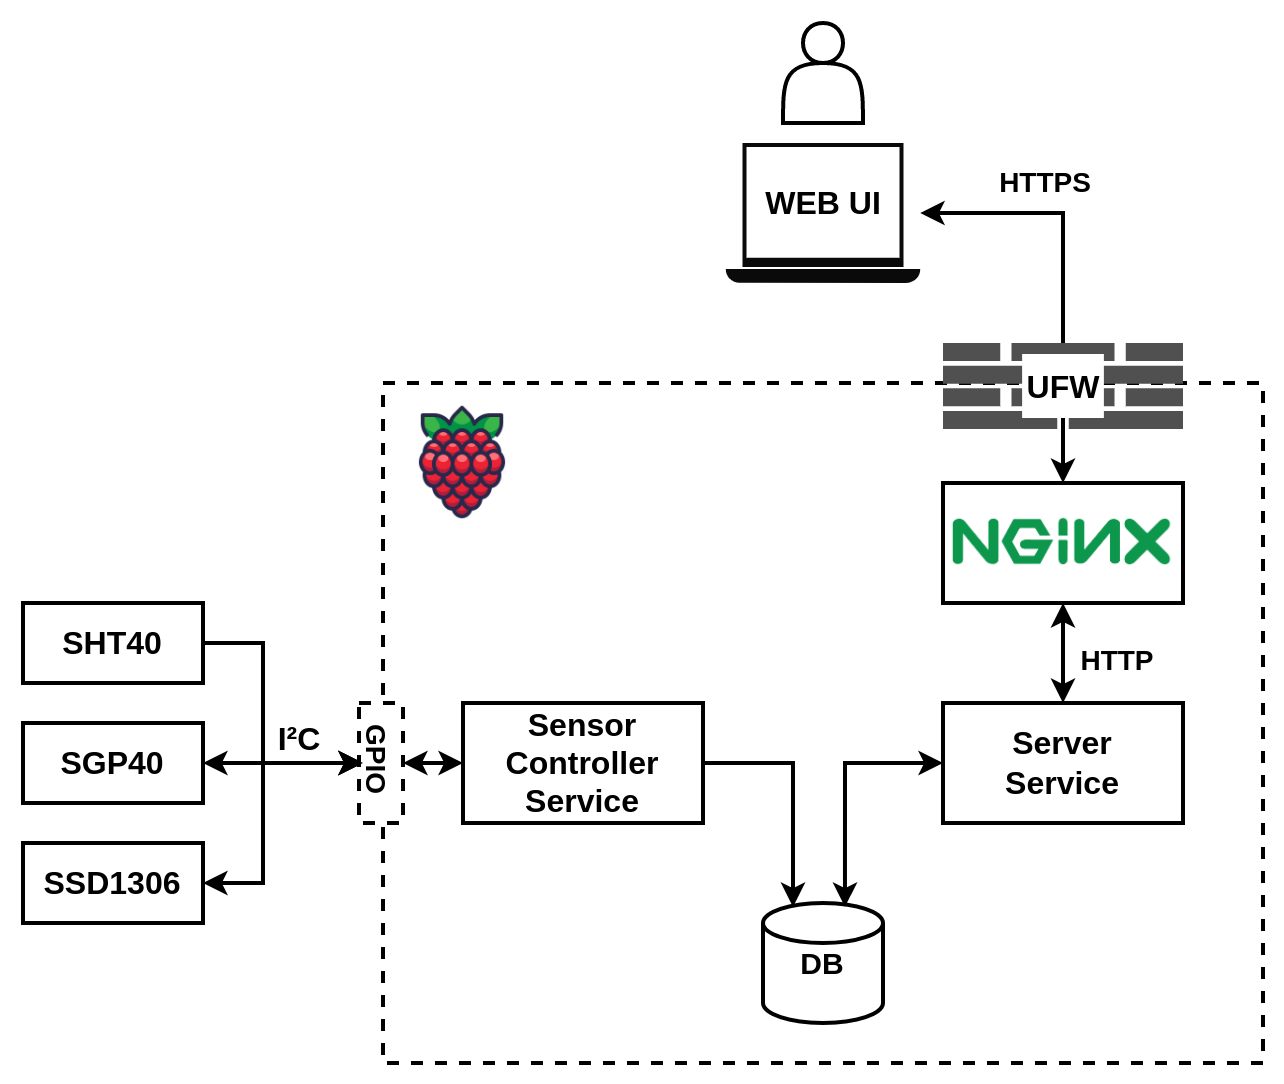 WEB UI
HTTPS
UFW
NGiNX
SHT40
HTTP
I²C
GPIO
Sensor
Controller
Service
Server
Service
SGP40
SSD1306
DB